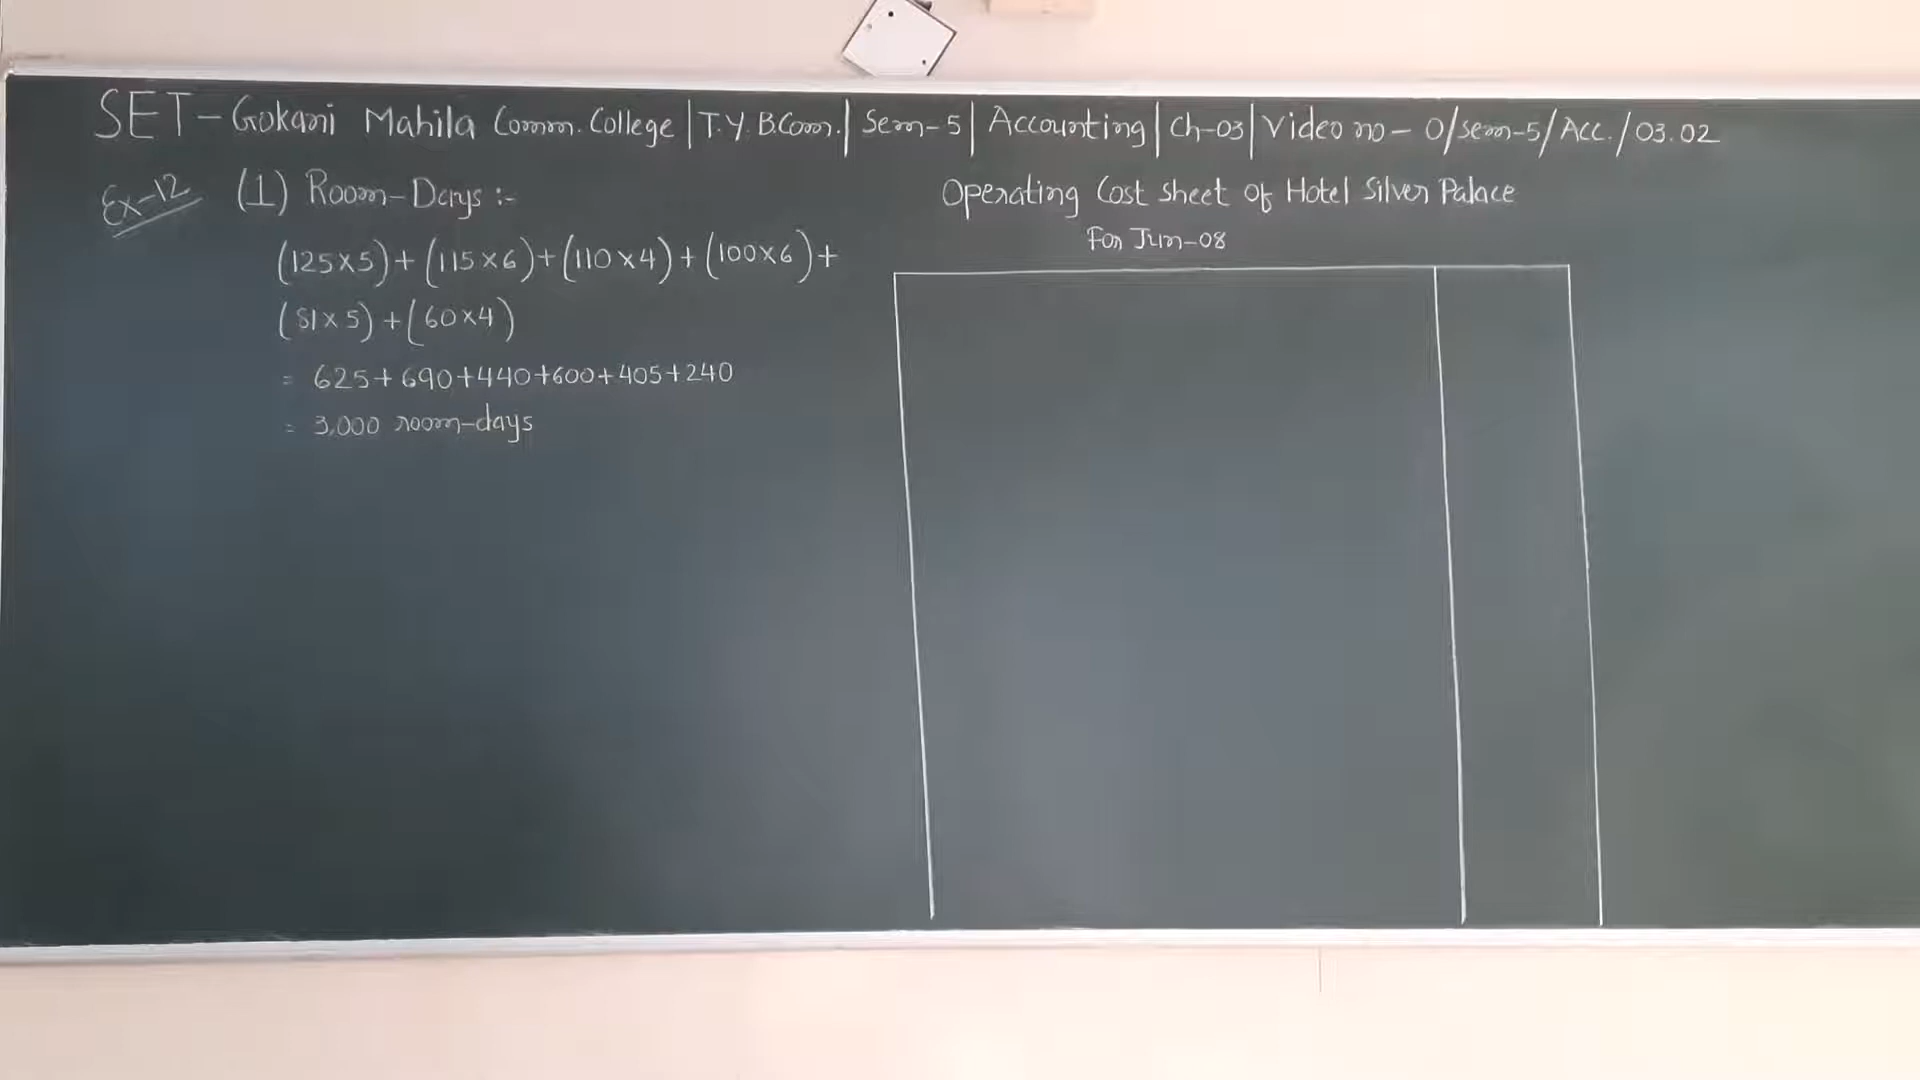 SET - Gokani Mahila Comm. College | T.Y. B.Com. | Sem-5 | Accounting | Ch-03 | Video no - O/sem-5/Acc./03.02
Ex-12 (1) Room-Days :-
(125×5) + (115×6) + (110×4) + (100×6) +
(81×5) + (60×4)
= 625+690+440+600+405+240
= 3,000 room-days
Operating Cost sheet of Hotel Silver Palace
For Jun-08